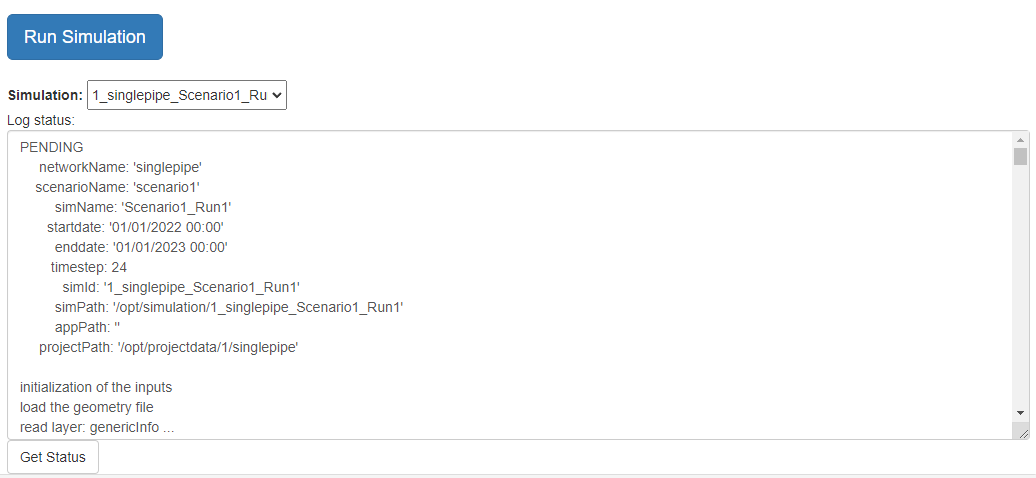 Run Simulation
Simulation: 1_singlepipe_Scenario1_Ru
Log status:
PENDING
networkName: 'singlepipe'
scenarioName: 'scenario1'
simName: 'Scenario1_Run1'
startdate: '01/01/2022 00:00'
enddate: '01/01/2023 00:00'
timestep: 24
simId: '1_singlepipe_Scenario1_Run1'
simPath: '/opt/simulation/1_singlepipe_Scenario1_Run1'
appPath: ''
projectPath: '/opt/projectdata/1/singlepipe'
initialization of the inputs
load the geometry file
read layer: genericInfo ...
Get Status